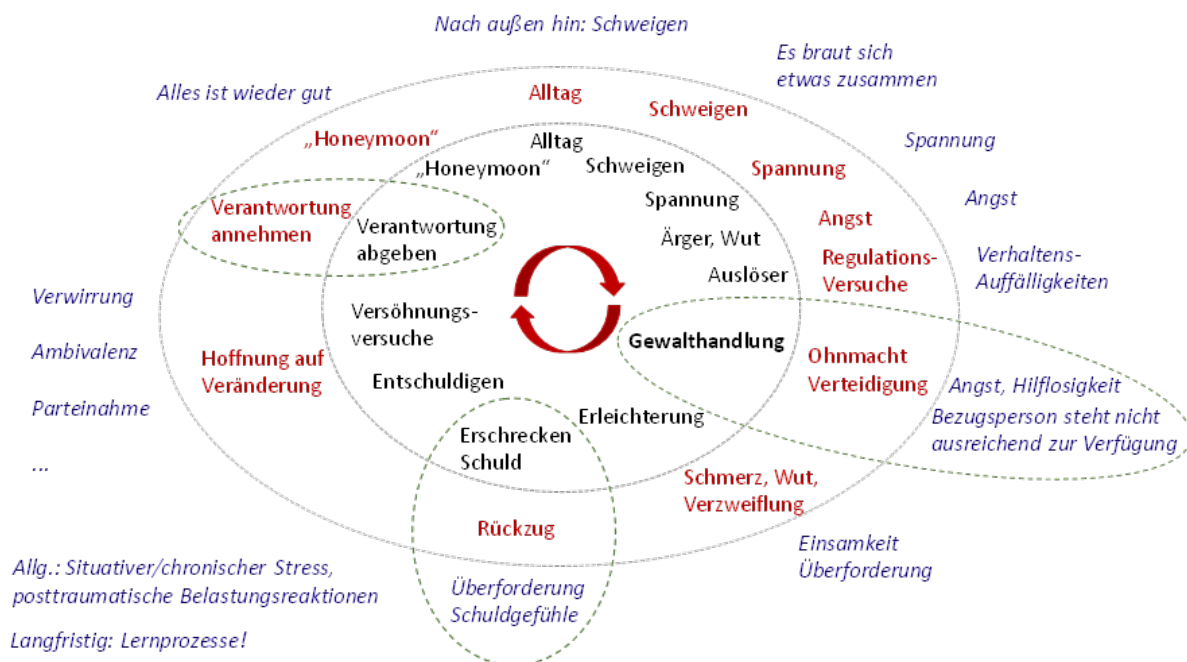 Nach außen hin: Schweigen
Es braut sich
etwas zusammen
Alles ist wieder gut
Alltag
Schweigen
„Honeymoon“
Alltag
„Honeymoon“
Schweigen
Spannung
Spannung
Spannung
Verantwortung
annehmen
Verantwortung
abgeben
Angst
Angst
Ärger, Wut
Regulations-
Versuche
Verhaltens-
Auffälligkeiten
Auslöser
Verwirrung
Versöhnungs-
versuche
Gewalthandlung
Ohnmacht
Verteidigung
Ambivalenz
Hoffnung auf
Veränderung
Entschuldigen
Angst, Hilflosigkeit
Bezugsperson steht nicht
ausreichend zur Verfügung
Parteinahme
Erleichterung
Erschrecken
Schuld
...
Schmerz, Wut,
Verzweiflung
Rückzug
Einsamkeit
Überforderung
Allg.: Situativer/chronischer Stress,
posttraumatische Belastungsreaktionen
Überforderung
Schuldgefühle
Langfristig: Lernprozesse!